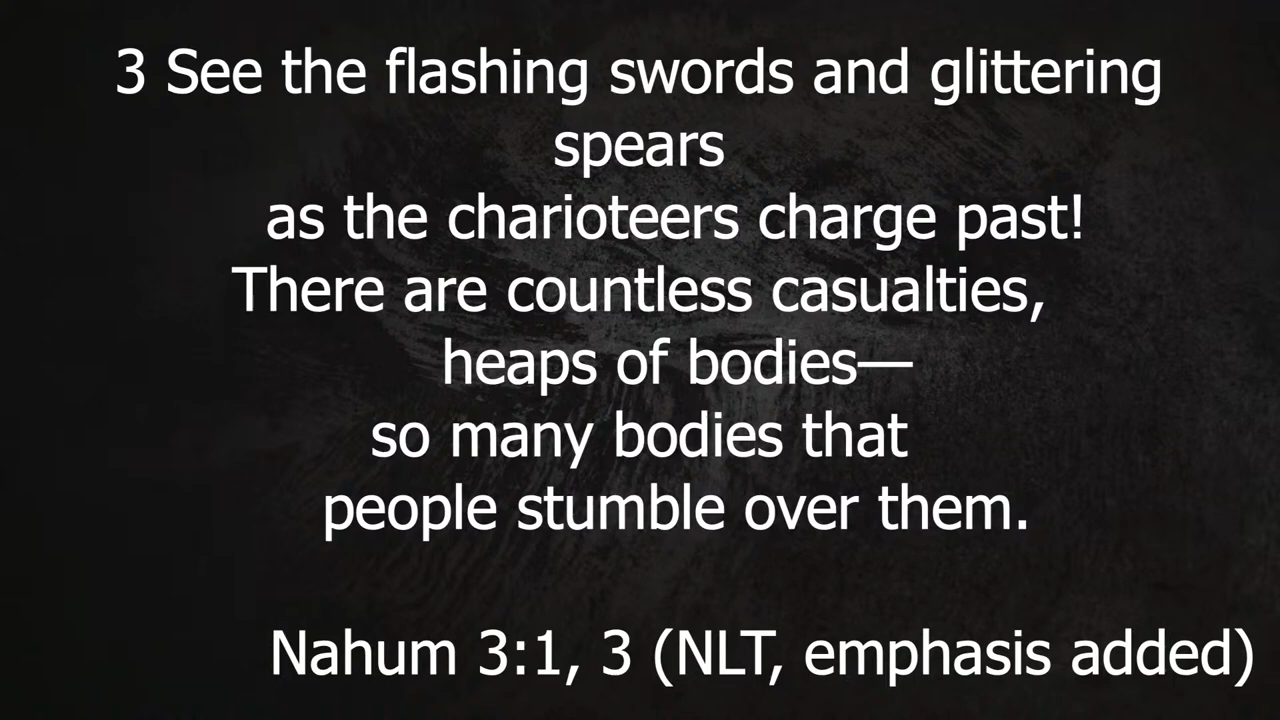 3 See the flashing swords and glittering
spears
as the charioteers charge past!
There are countless casualties,
heaps of bodies—
so many bodies that
people stumble over them.
Nahum 3:1, 3 (NLT, emphasis added)